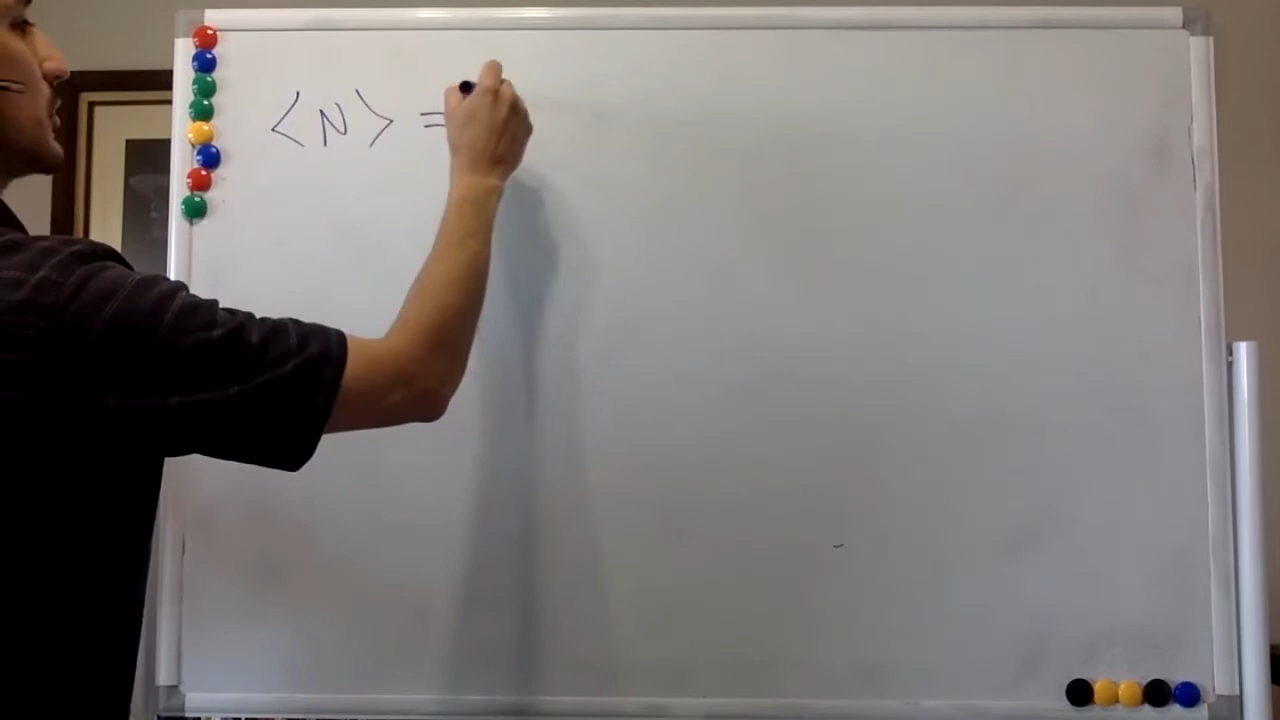 ⟨N⟩ =